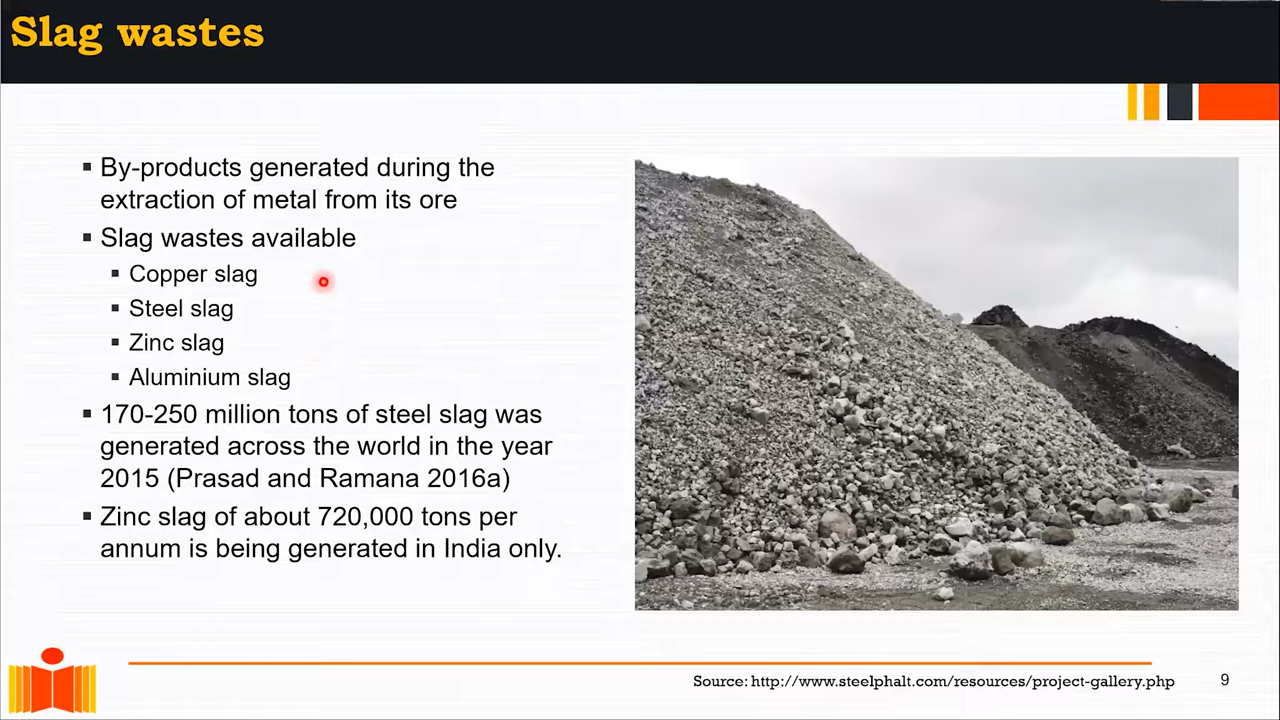 Slag wastes
▪ By-products generated during the
extraction of metal from its ore
▪ Slag wastes available
▪ Copper slag
▪ Steel slag
▪ Zinc slag
▪ Aluminium slag
▪ 170-250 million tons of steel slag was
generated across the world in the year
2015 (Prasad and Ramana 2016a)
▪ Zinc slag of about 720,000 tons per
annum is being generated in India only.
Source: http://www.steelphalt.com/resources/project-gallery.php
9